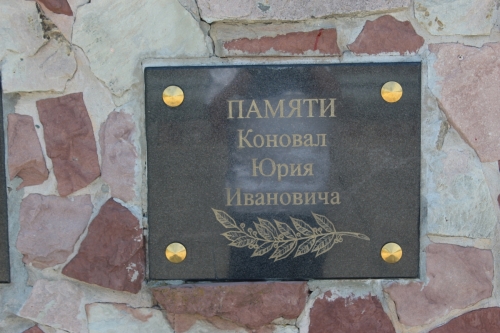 ПАМЯТИ
Коновал
Юрия
Ивановича